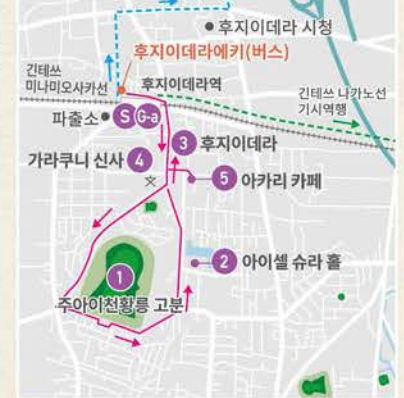 후지이데라 시청
후지이데라에키(버스)
긴테쓰
미나미오사카선
후지이데라역
긴테쓰 나가노선
기시역행
파출소
S
G-a
3 후지이데라
가라쿠니 신사 4
文
5 아카리 카페
2 아이셀 슈라 홀
1
주아이천황릉 고분